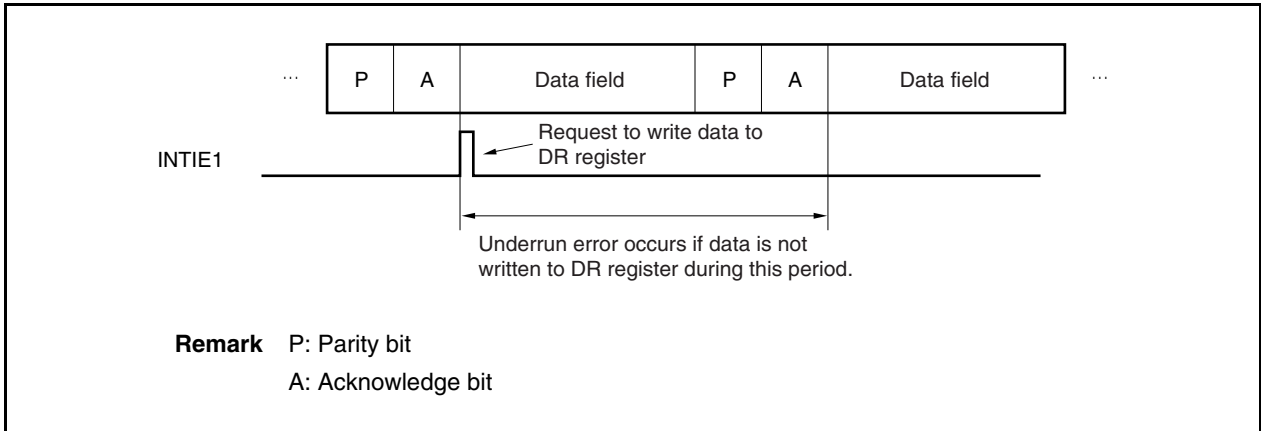 ... P A Data field P A Data field ...
INTIE1
Request to write data to
DR register
Underrun error occurs if data is not
written to DR register during this period.
Remark P: Parity bit
A: Acknowledge bit